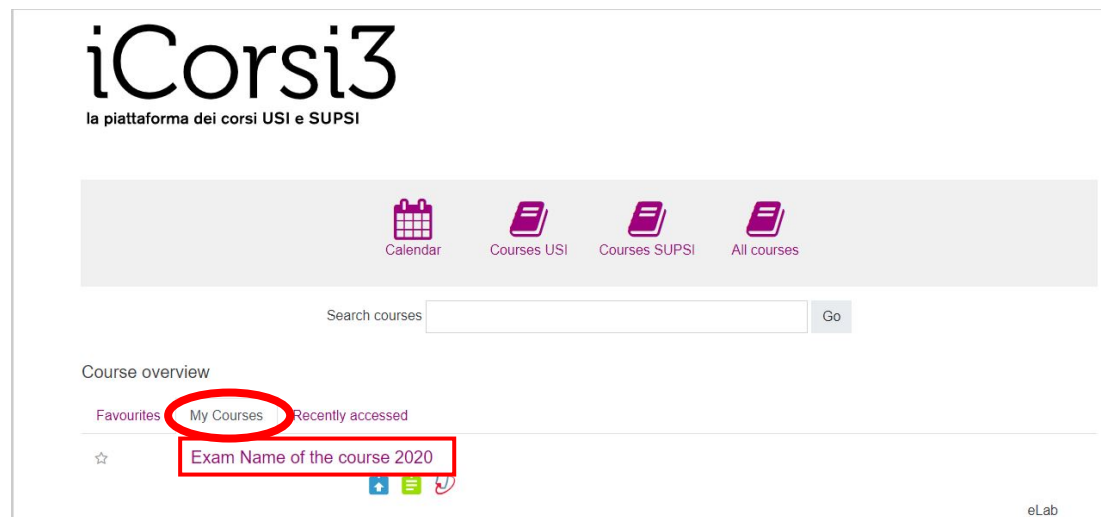 iCorsi3
la piattaforma dei corsi USI e SUPSI
Calendar Courses USI Courses SUPSI All courses
Search courses Go
Course overview
Favourites My Courses Recently accessed
Exam Name of the course 2020
eLab